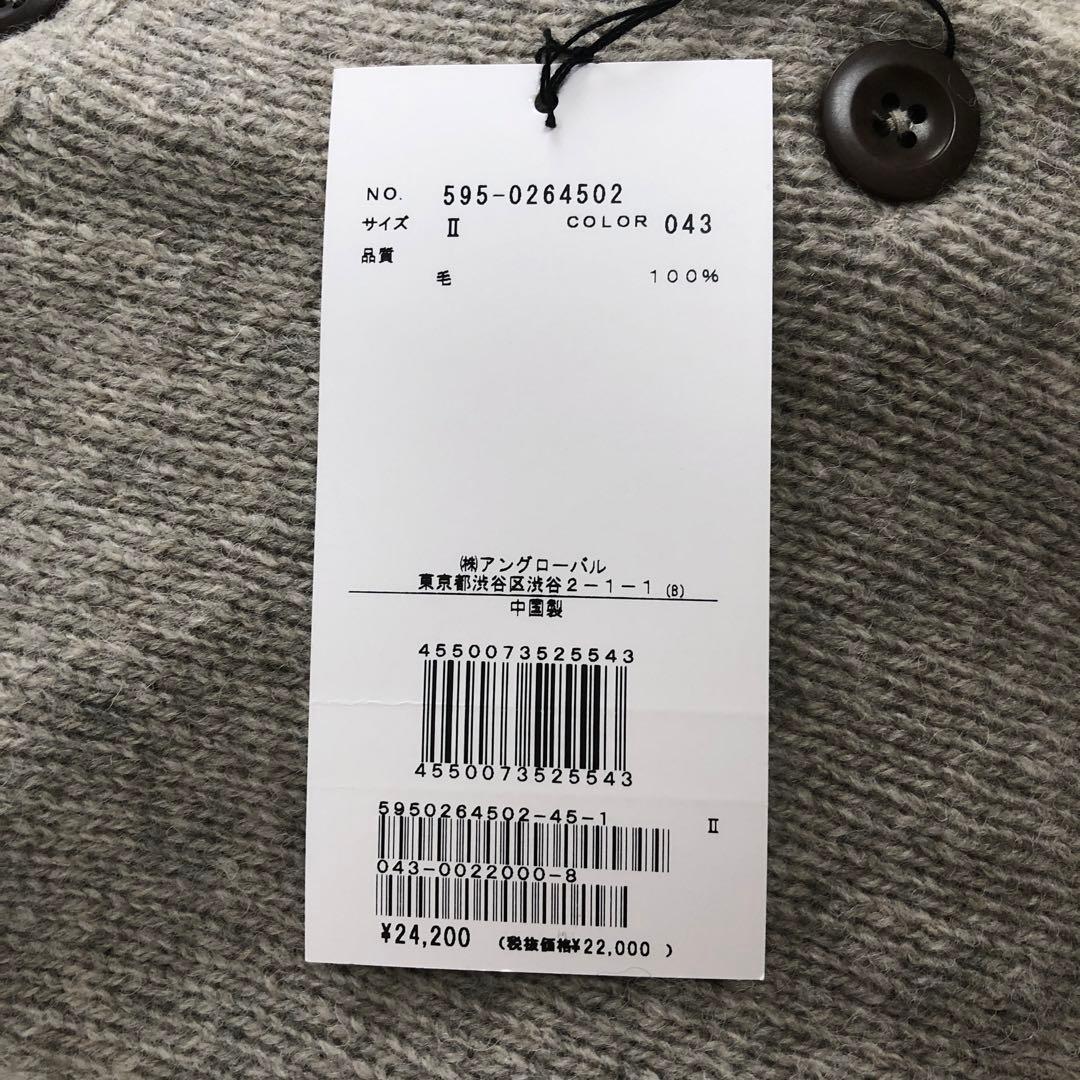 NO. 595-0264502
サイズ Ⅱ COLOR 043
品質
毛 100%
㈱アングローバル
東京都渋谷区渋谷2-1-1 (B)
中国製
4550073525543
4550073525543
5950264502-45-1 Ⅱ
043-0022000-8
¥24,200 (税抜価格¥22,000 )